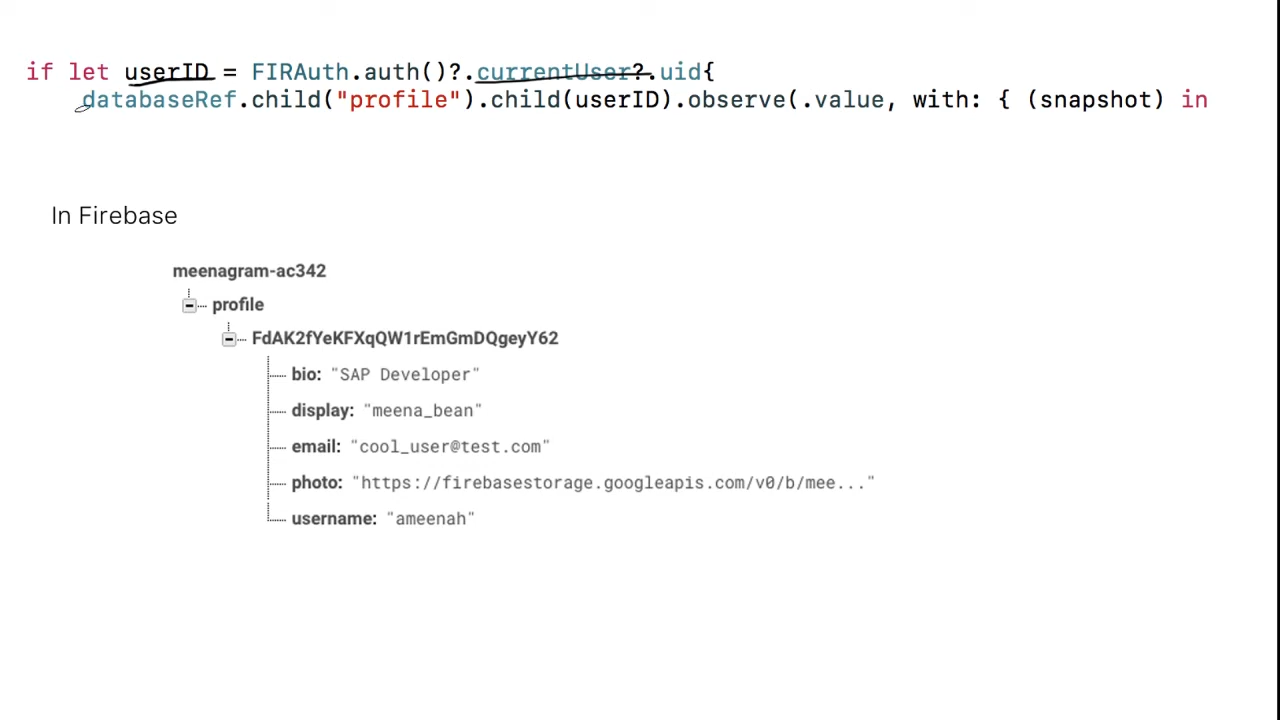 if let userID = FIRAuth.auth()?.currentUser?.uid{
databaseRef.child("profile").child(userID).observe(.value, with: { (snapshot) in
In Firebase
meenagram-ac342
profile
FdAK2fYeKFXqQW1rEmGmDQgeyY62
bio: "SAP Developer"
display: "meena_bean"
email: "cool_user@test.com"
photo: "https://firebasestorage.googleapis.com/v0/b/mee..."
username: "ameenah"